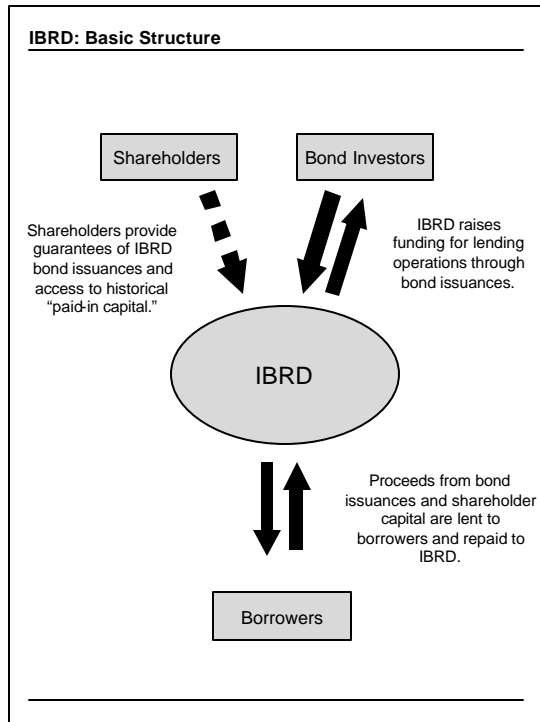 IBRD: Basic Structure
Shareholders
Bond Investors
Shareholders provide
guarantees of IBRD
bond issuances and
access to historical
“paid-in capital.”
IBRD raises
funding for lending
operations through
bond issuances.
IBRD
Proceeds from bond
issuances and shareholder
capital are lent to
borrowers and repaid to
IBRD.
Borrowers